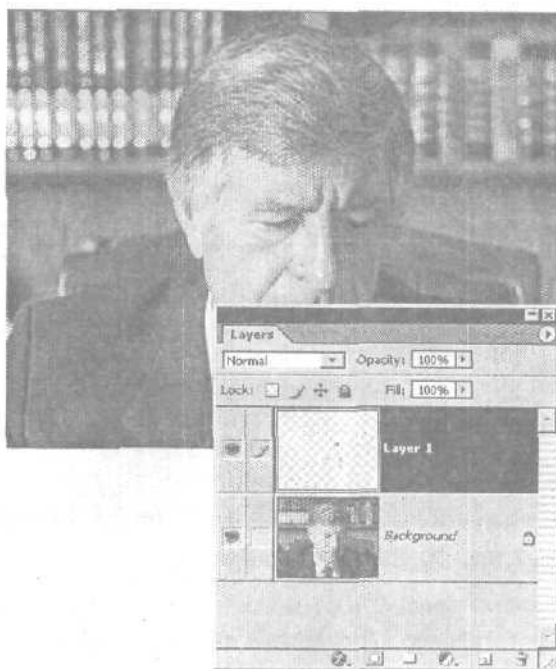 Layers
Normal Opacity: 100%
Lock: Fill: 100%
Layer 1
Background